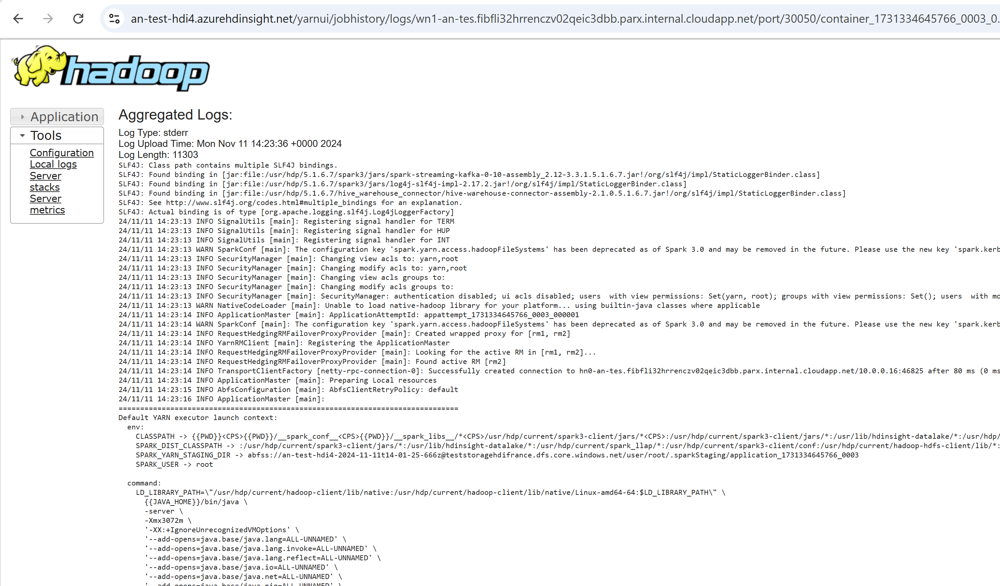 an-test-hdi4.azurehdinsight.net/yarnui/jobhistory/logs/wn1-an-tes.fibfli32hrrenczv02qeic3dbb.parx.internal.cloudapp.net/port/30050/container_1731334645766_0003_0.
hadoop
Application
Tools
Configuration
Local logs
Server
stacks
Server
metrics
Aggregated Logs:
Log Type: stderr
Log Upload Time: Mon Nov 11 14:23:36 +0000 2024
Log Length: 11303
SLF4J: Class path contains multiple SLF4J bindings.
SLF4J: Found binding in [jar:file:/usr/hdp/5.1.6.7/spark3/jars/spark-streaming-kafka-0-10-assembly_2.12-3.3.1.5.1.6.7.jar!/org/slf4j/impl/StaticLoggerBinder.class]
SLF4J: Found binding in [jar:file:/usr/hdp/5.1.6.7/spark3/jars/log4j-slf4j-impl-2.17.2.jar!/org/slf4j/impl/StaticLoggerBinder.class]
SLF4J: Found binding in [jar:file:/usr/hdp/5.1.6.7/hive_warehouse_connector/hive-warehouse-connector-assembly-2.1.0.5.1.6.7.jar!/org/slf4j/impl/StaticLoggerBinder.class]
SLF4J: See http://www.slf4j.org/codes.html#multiple_bindings for an explanation.
SLF4J: Actual binding is of type [org.apache.logging.slf4j.Log4jLoggerFactory]
24/11/11 14:23:13 INFO SignalUtils [main]: Registering signal handler for TERM
24/11/11 14:23:13 INFO SignalUtils [main]: Registering signal handler for HUP
24/11/11 14:23:13 INFO SignalUtils [main]: Registering signal handler for INT
24/11/11 14:23:13 WARN SparkConf [main]: The configuration key 'spark.yarn.access.hadoopFileSystems' has been deprecated as of Spark 3.0 and may be removed in the future. Please use the new key 'spark.kerb
24/11/11 14:23:13 INFO SecurityManager [main]: Changing view acls to: yarn,root
24/11/11 14:23:13 INFO SecurityManager [main]: Changing modify acls to: yarn,root
24/11/11 14:23:13 INFO SecurityManager [main]: Changing view acls groups to:
24/11/11 14:23:13 INFO SecurityManager [main]: Changing modify acls groups to:
24/11/11 14:23:13 INFO SecurityManager [main]: SecurityManager: authentication disabled; ui acls disabled; users  with view permissions: Set(yarn, root); groups with view permissions: Set(); users  with mo
24/11/11 14:23:13 WARN NativeCodeLoader [main]: Unable to load native-hadoop library for your platform... using builtin-java classes where applicable
24/11/11 14:23:14 INFO ApplicationMaster [main]: ApplicationAttemptId: appattempt_1731334645766_0003_000001
24/11/11 14:23:14 WARN SparkConf [main]: The configuration key 'spark.yarn.access.hadoopFileSystems' has been deprecated as of Spark 3.0 and may be removed in the future. Please use the new key 'spark.kerb
24/11/11 14:23:14 INFO RequestHedgingRMFailoverProxyProvider [main]: Created wrapped proxy for [rm1, rm2]
24/11/11 14:23:14 INFO YarnRMClient [main]: Registering the ApplicationMaster
24/11/11 14:23:14 INFO RequestHedgingRMFailoverProxyProvider [main]: Looking for the active RM in [rm1, rm2]...
24/11/11 14:23:14 INFO RequestHedgingRMFailoverProxyProvider [main]: Found active RM [rm2]
24/11/11 14:23:14 INFO TransportClientFactory [netty-rpc-connection-0]: Successfully created connection to hn0-an-tes.fibfli32hrrenczv02qeic3dbb.parx.internal.cloudapp.net/10.0.0.16:46825 after 80 ms (0 ms
24/11/11 14:23:14 INFO ApplicationMaster [main]: Preparing Local resources
24/11/11 14:23:15 INFO AbfsConfiguration [main]: AbfsClientRetryPolicy: default
24/11/11 14:23:16 INFO ApplicationMaster [main]:
===============================================================================
Default YARN executor launch context:
env:
CLASSPATH -> {{PWD}}<CPS>{{PWD}}/__spark_conf__<CPS>{{PWD}}/__spark_libs__/*<CPS>/usr/hdp/current/spark3-client/jars/*<CPS>:/usr/hdp/current/spark3-client/jars/*:/usr/lib/hdinsight-datalake/*:/usr/hdp/
SPARK_DIST_CLASSPATH -> :/usr/hdp/current/spark3-client/jars/*:/usr/lib/hdinsight-datalake/*:/usr/hdp/current/spark_llap/*:/usr/hdp/current/spark3-client/conf:/usr/hdp/current/hadoop-hdfs-client/lib/*:
SPARK_YARN_STAGING_DIR -> abfss://an-test-hdi4-2024-11-11t14-01-25-666z@teststoragehdifrance.dfs.core.windows.net/user/root/.sparkStaging/application_1731334645766_0003
SPARK_USER -> root
command:
LD_LIBRARY_PATH=\"/usr/hdp/current/hadoop-client/lib/native:/usr/hdp/current/hadoop-client/lib/native/Linux-amd64-64:$LD_LIBRARY_PATH\" \
{{JAVA_HOME}}/bin/java \
-server \
-Xmx3072m \
'-XX:+IgnoreUnrecognizedVMOptions' \
'--add-opens=java.base/java.lang=ALL-UNNAMED' \
'--add-opens=java.base/java.lang.invoke=ALL-UNNAMED' \
'--add-opens=java.base/java.lang.reflect=ALL-UNNAMED' \
'--add-opens=java.base/java.io=ALL-UNNAMED' \
'--add-opens=java.base/java.net=ALL-UNNAMED' \
'--add-opens=java.base/java.nio=ALL-UNNAMED' \